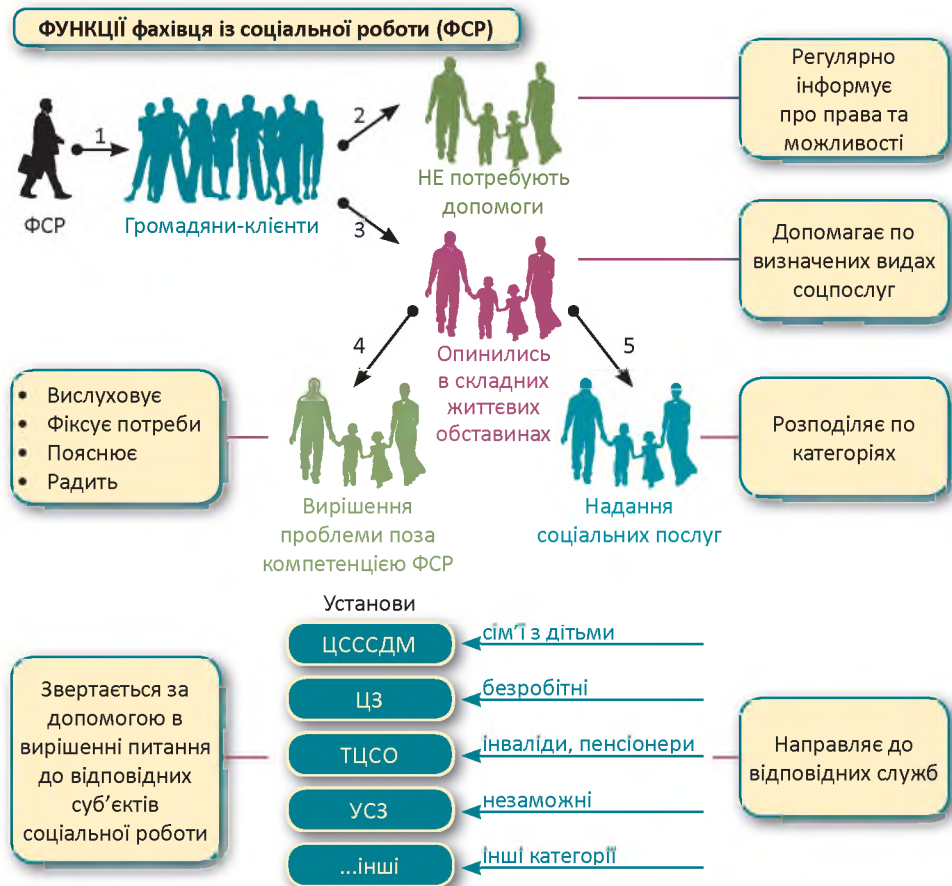 ФУНКЦІЇ фахівця із соціальної роботи (ФСР)
1
2
3
ФСР
Громадяни-клієнти
НЕ потребують
допомоги
Регулярно
інформує
про права та
можливості
Опинились
в складних
життєвих
обставинах
Допомагає по
визначених видах
соцпослуг
4
5
• Вислуховує
• Фіксує потреби
• Пояснює
• Радить
Вирішення
проблеми поза
компетенцією ФСР
Надання
соціальних послуг
Розподіляє по
категоріях
Установи
ЦСССДМ
сім’ї з дітьми
ЦЗ
безробітні
ТЦСО
інваліди, пенсіонери
УСЗ
незаможні
...інші
інші категорії
Звертається за
допомогою в
вирішенні питання
до відповідних
суб’єктів
соціальної роботи
Направляє до
відповідних служб